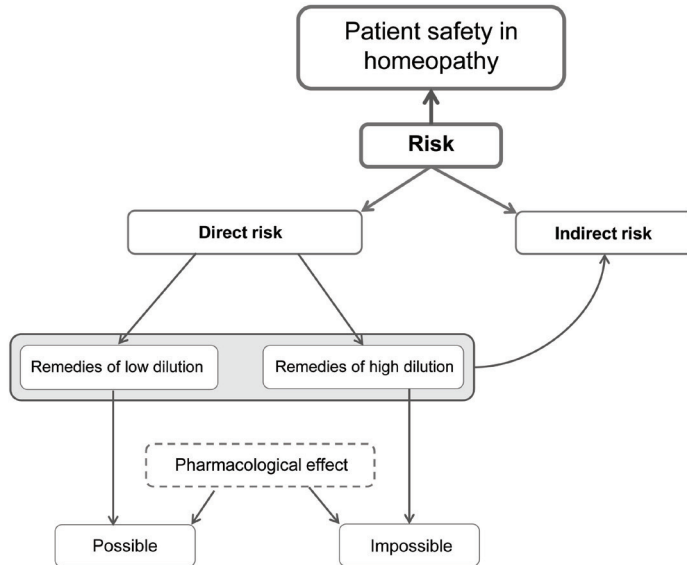 Patient safety in
homeopathy
Risk
Direct risk
Indirect risk
Remedies of low dilution
Remedies of high dilution
Pharmacological effect
Possible
Impossible